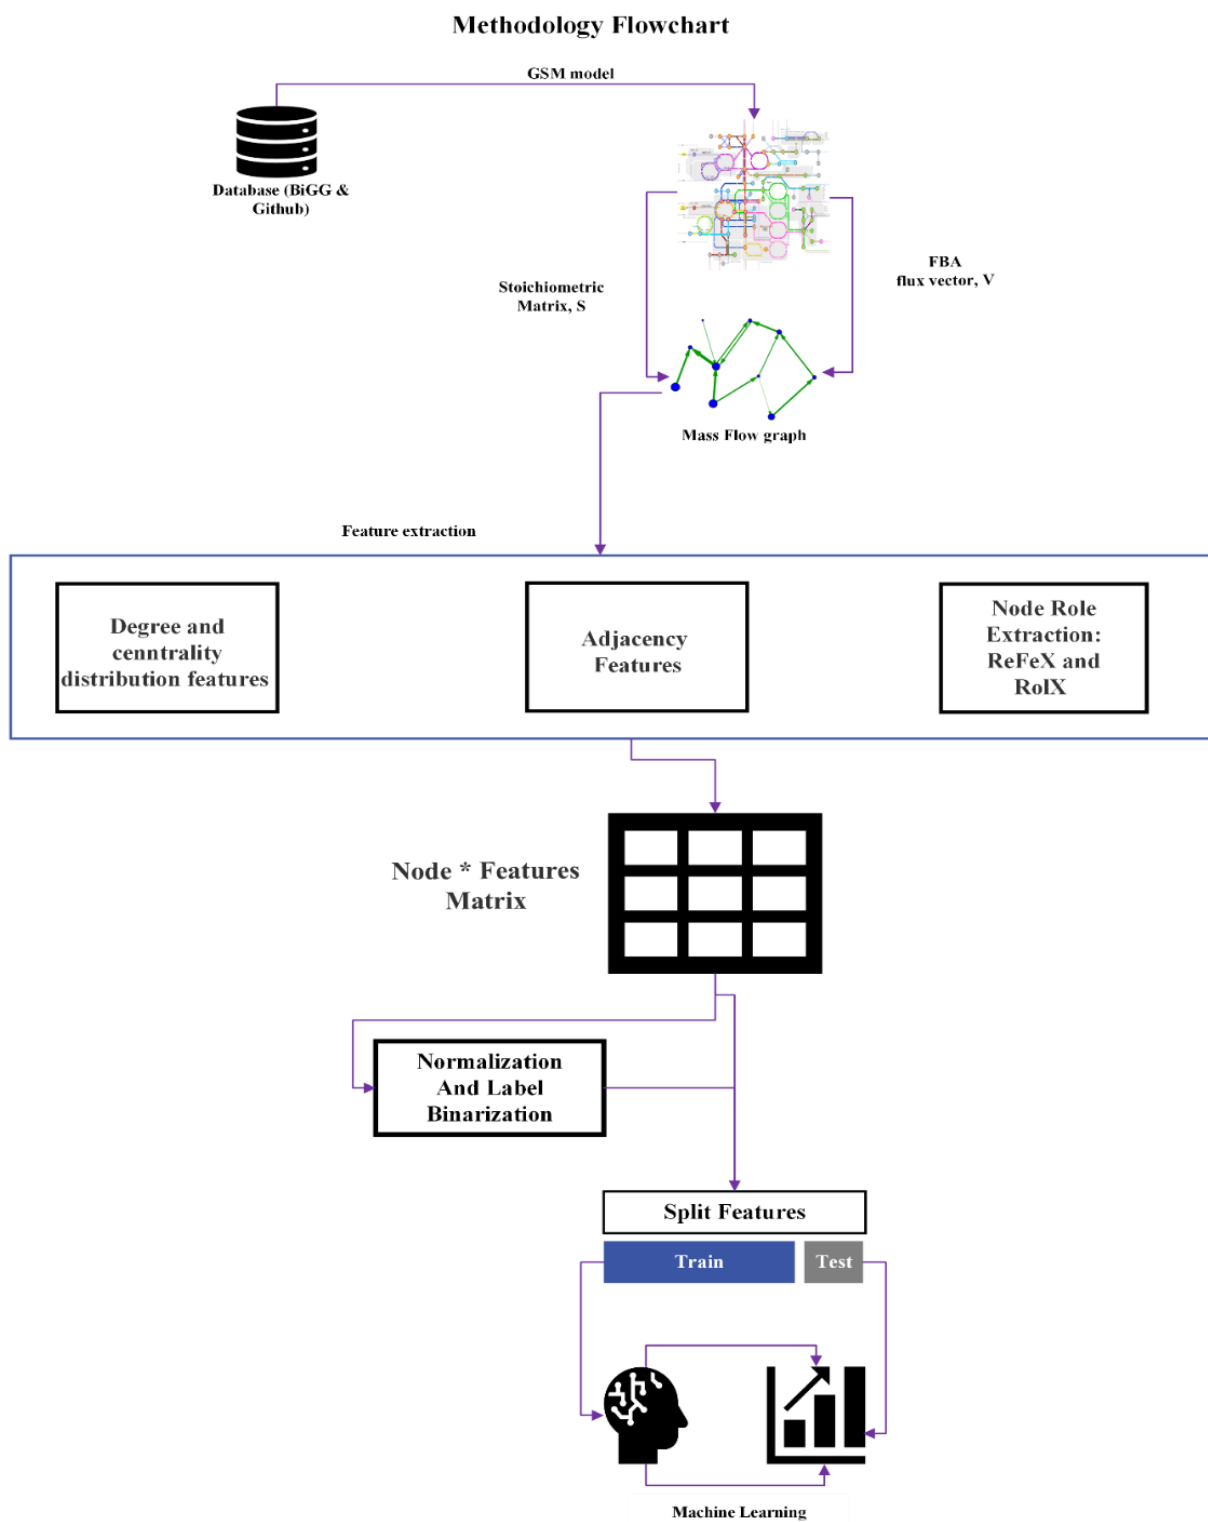 Methodology Flowchart
GSM model
Database (BiGG &
Github)
Stoichiometric
Matrix, S
FBA
flux vector, V
Mass Flow graph
Feature extraction
Degree and
cenntrality
distribution features
Adjacency
Features
Node Role
Extraction:
ReFeX and
RolX
Node * Features
Matrix
Normalization
And Label
Binarization
Split Features
Train
Test
Machine Learning